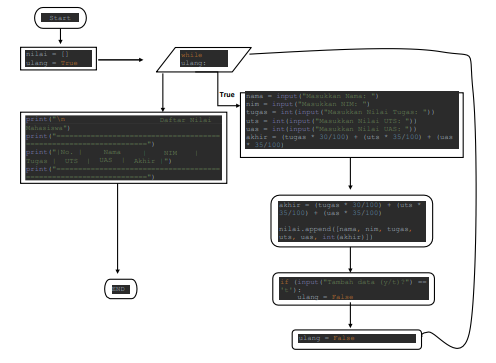 Start
nilai = []
ulang = True
while
ulang:
True
nama = input("Masukkan Nama: ")
nim = input("Masukkan NIM: ")
tugas = int(input("Masukkan Nilai Tugas: "))
uts = int(input("Masukkan Nilai UTS: "))
uas = int(input("Masukkan Nilai UAS: "))
akhir = (tugas * 30/100) + (uts * 35/100) + (uas
* 35/100)
print("\n Daftar Nilai
Mahasiswa")
print("========================================
=============================")
print("|No. | Nama | NIM |
Tugas | UTS | UAS | Akhir |")
print("========================================
=============================")
akhir = (tugas * 30/100) + (uts *
35/100) + (uas * 35/100)
nilai.append([nama, nim, tugas,
uts, uas, int(akhir)])
END
if (input("Tambah data (y/t)?") ==
't'):
ulang = False
ulang = False